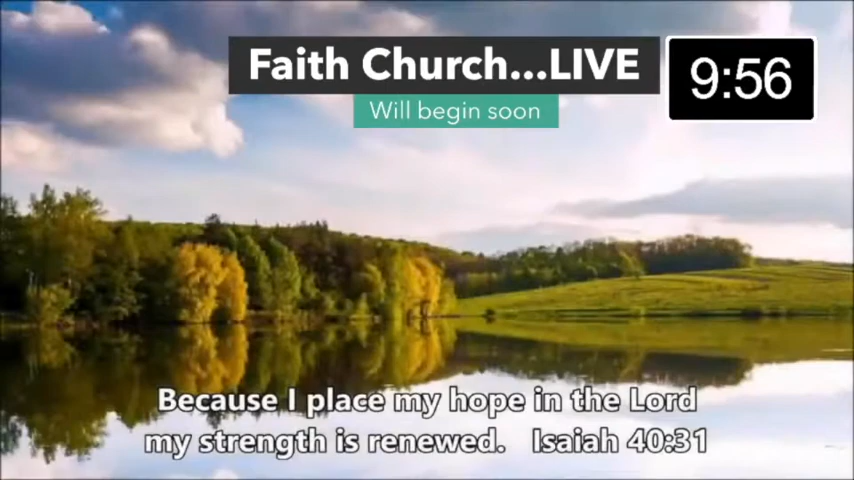 Faith Church...LIVE
9:56
Will begin soon
Because I place my hope in the Lord
my strength is renewed. Isaiah 40:31